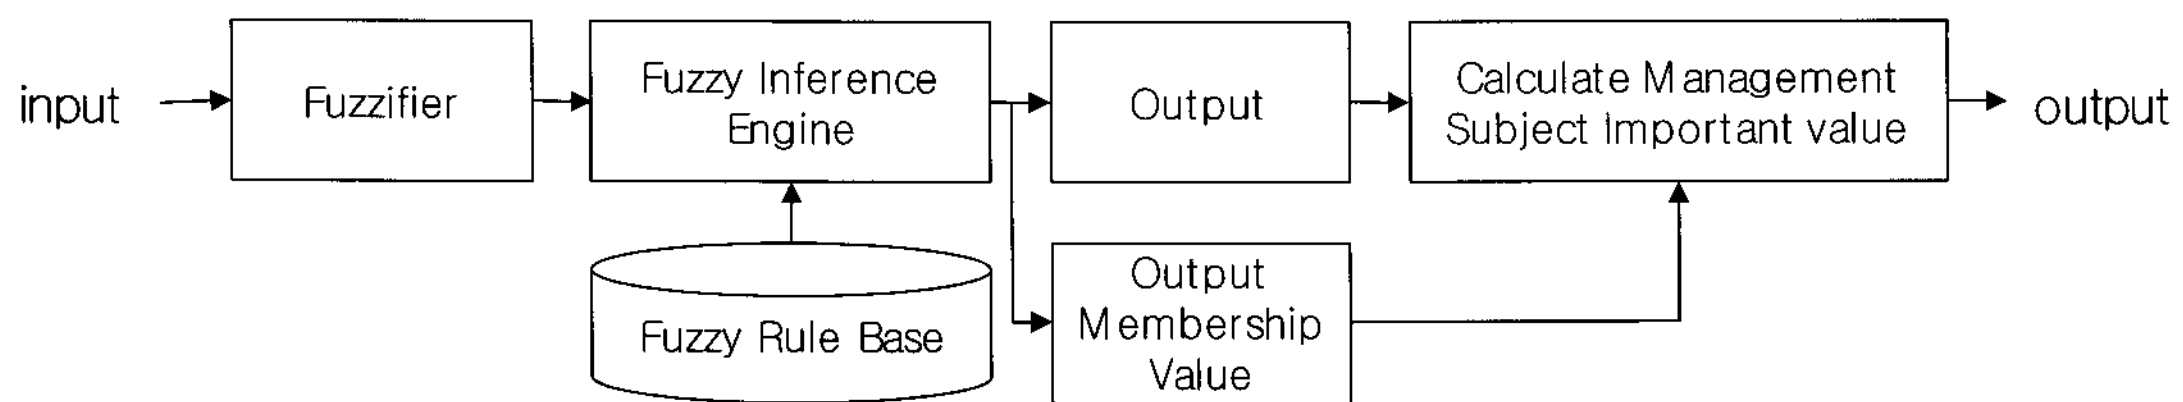 input
Fuzzifier
Fuzzy Inference
Engine
Output
Calculate Management
Subject Important value
output
Fuzzy Rule Base
Output
Membership
Value